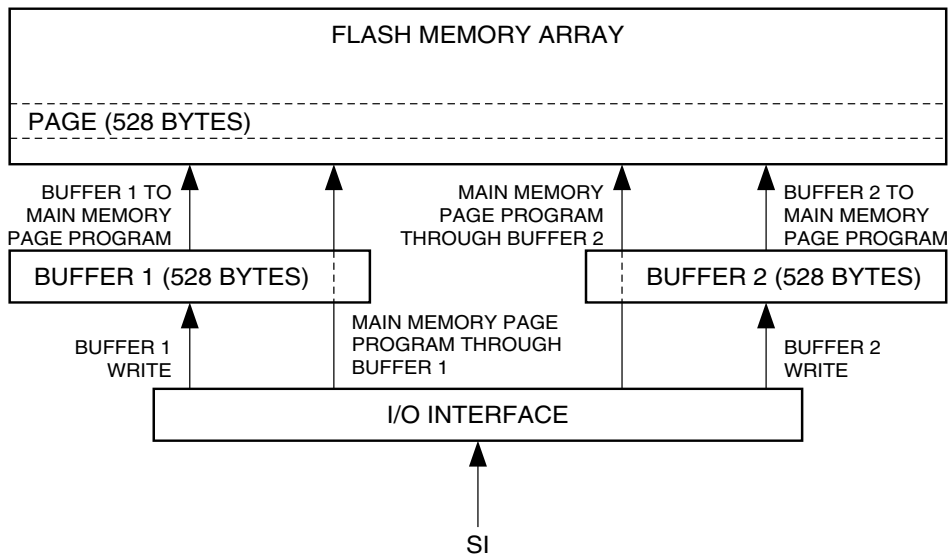 FLASH MEMORY ARRAY
PAGE (528 BYTES)
BUFFER 1 TO
MAIN MEMORY
PAGE PROGRAM
MAIN MEMORY
PAGE PROGRAM
THROUGH BUFFER 2
BUFFER 2 TO
MAIN MEMORY
PAGE PROGRAM
BUFFER 1 (528 BYTES)
BUFFER 2 (528 BYTES)
BUFFER 1
WRITE
MAIN MEMORY PAGE
PROGRAM THROUGH
BUFFER 1
BUFFER 2
WRITE
I/O INTERFACE
SI